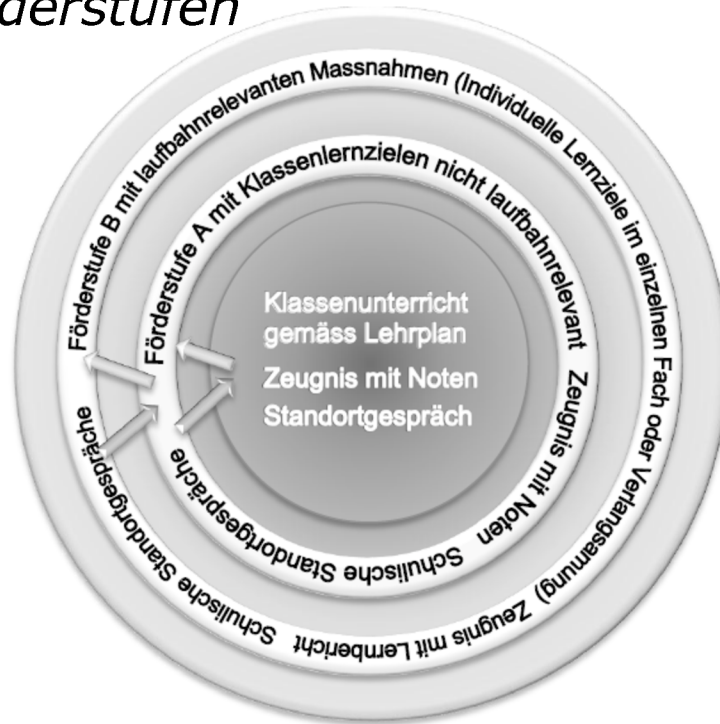 derstufen
Förderstufe B mit laufbahnrelevanten Massnahmen (Individuelle Lernziele im einzelnen Fach oder Verlangsamung) Zeugnis mit Lernbericht Schulische Standortgespräche
Förderstufe A mit Klassenlernzielen nicht laufbahnrelevant Zeugnis mit Noten Schulische Standortgespräche
Klassenunterricht
gemäss Lehrplan
Zeugnis mit Noten
Standortgespräch